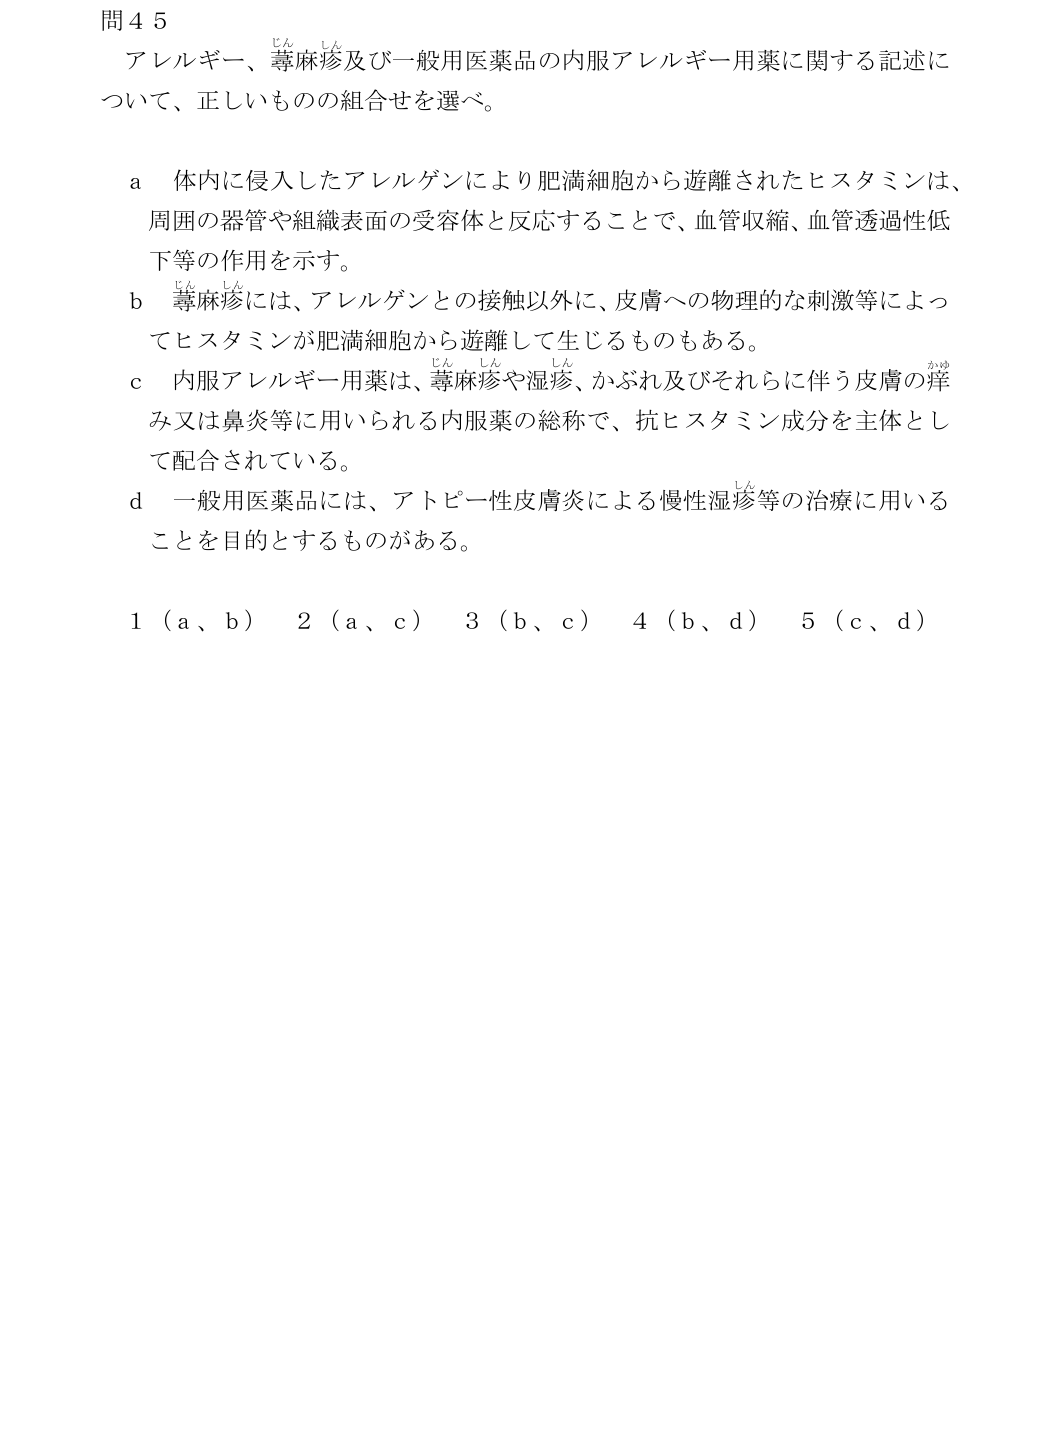 問４５
アレルギー、蕁麻疹及び一般用医薬品の内服アレルギー用薬に関する記述に
ついて、正しいものの組合せを選べ。
ａ　体内に侵入したアレルゲンにより肥満細胞から遊離されたヒスタミンは、
周囲の器管や組織表面の受容体と反応することで、血管収縮、血管透過性低
下等の作用を示す。
ｂ　蕁麻疹には、アレルゲンとの接触以外に、皮膚への物理的な刺激等によっ
てヒスタミンが肥満細胞から遊離して生じるものもある。
ｃ　内服アレルギー用薬は、蕁麻疹や湿疹、かぶれ及びそれらに伴う皮膚の痒
み又は鼻炎等に用いられる内服薬の総称で、抗ヒスタミン成分を主体とし
て配合されている。
ｄ　一般用医薬品には、アトピー性皮膚炎による慢性湿疹等の治療に用いる
ことを目的とするものがある。
１（ａ、ｂ）　２（ａ、ｃ）　３（ｂ、ｃ）　４（ｂ、ｄ）　５（ｃ、ｄ）